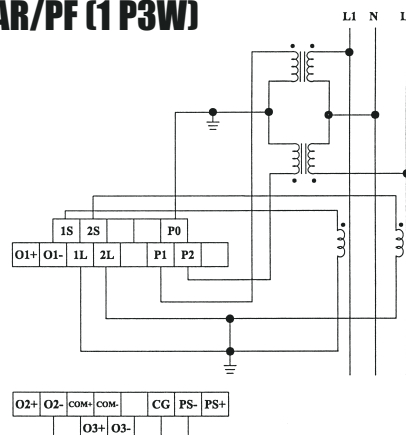 AR/PF (1 P3W)
L1 N L
1S 2S P0
O1+ O1- 1L 2L P1 P2
O2+ O2- COM+ COM- CG PS- PS+
O3+ O3-